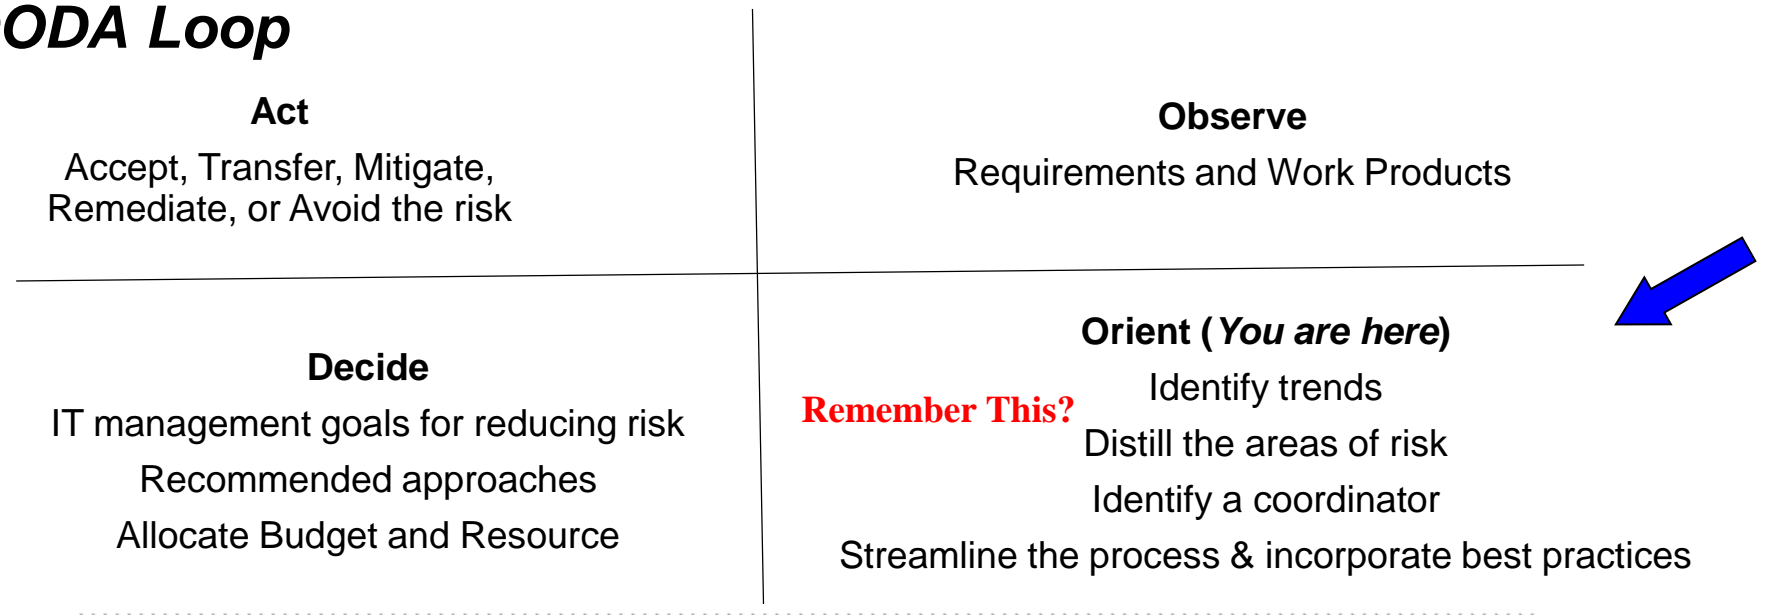 ODA Loop
Act
Accept, Transfer, Mitigate,
Remediate, or Avoid the risk
Observe
Requirements and Work Products
Decide
IT management goals for reducing risk
Recommended approaches
Allocate Budget and Resource
Orient (You are here)
Identify trends
Remember This?
Distill the areas of risk
Identify a coordinator
Streamline the process & incorporate best practices